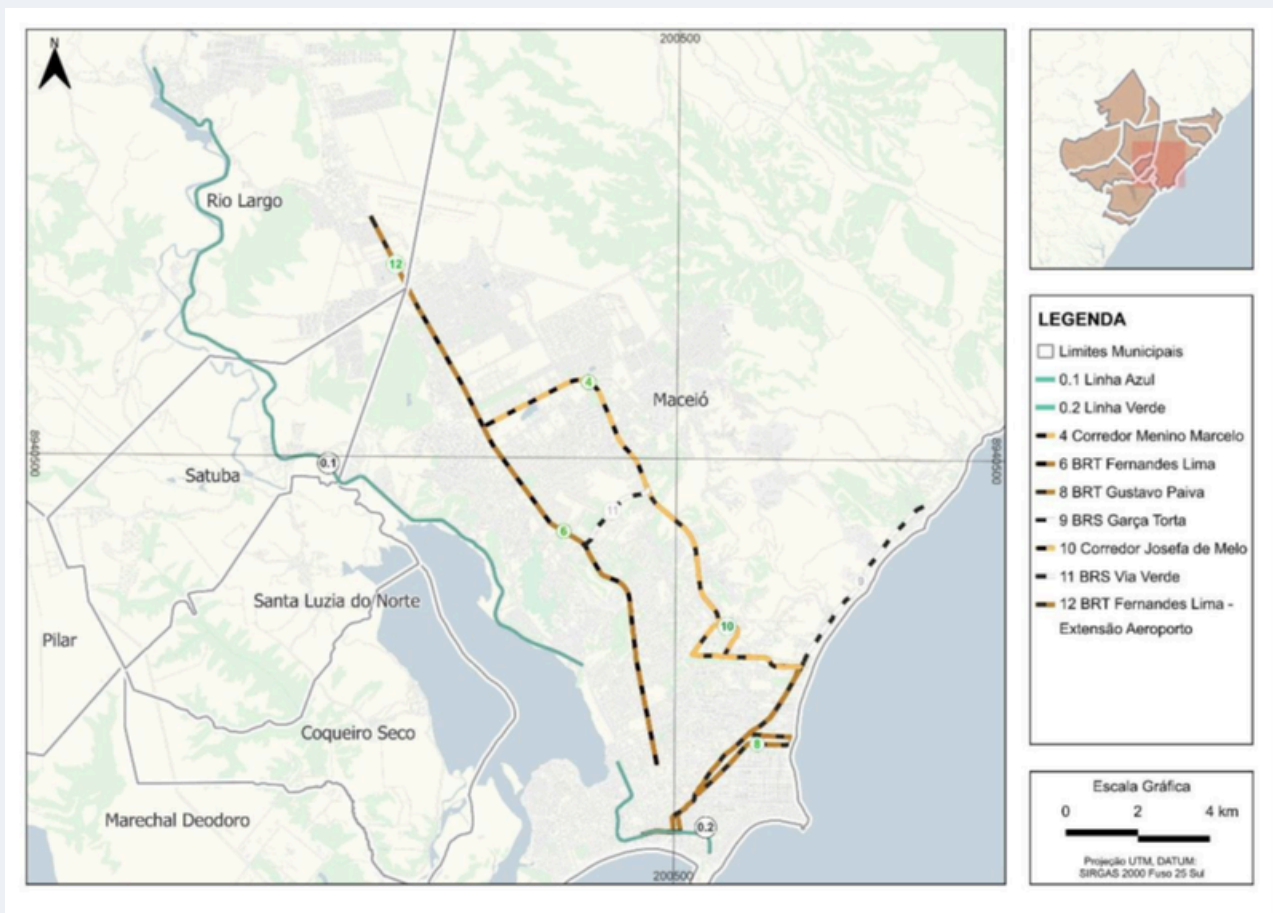 N
200500
Rio Largo
12
4
Maceió
8940500
8940500
0.1
Satuba
11
6
9
Santa Luzia do Norte
10
Pilar
Coqueiro Seco
8
Marechal Deodoro
0.2
200500
LEGENDA
Limites Municipais
0.1 Linha Azul
0.2 Linha Verde
4 Corredor Menino Marcelo
6 BRT Fernandes Lima
8 BRT Gustavo Paiva
9 BRS Garça Torta
10 Corredor Josefa de Melo
11 BRS Via Verde
12 BRT Fernandes Lima -
Extensão Aeroporto
Escala Gráfica
0 2 4 km
Projeção UTM, DATUM:
SIRGAS 2000 Fuso 25 Sul